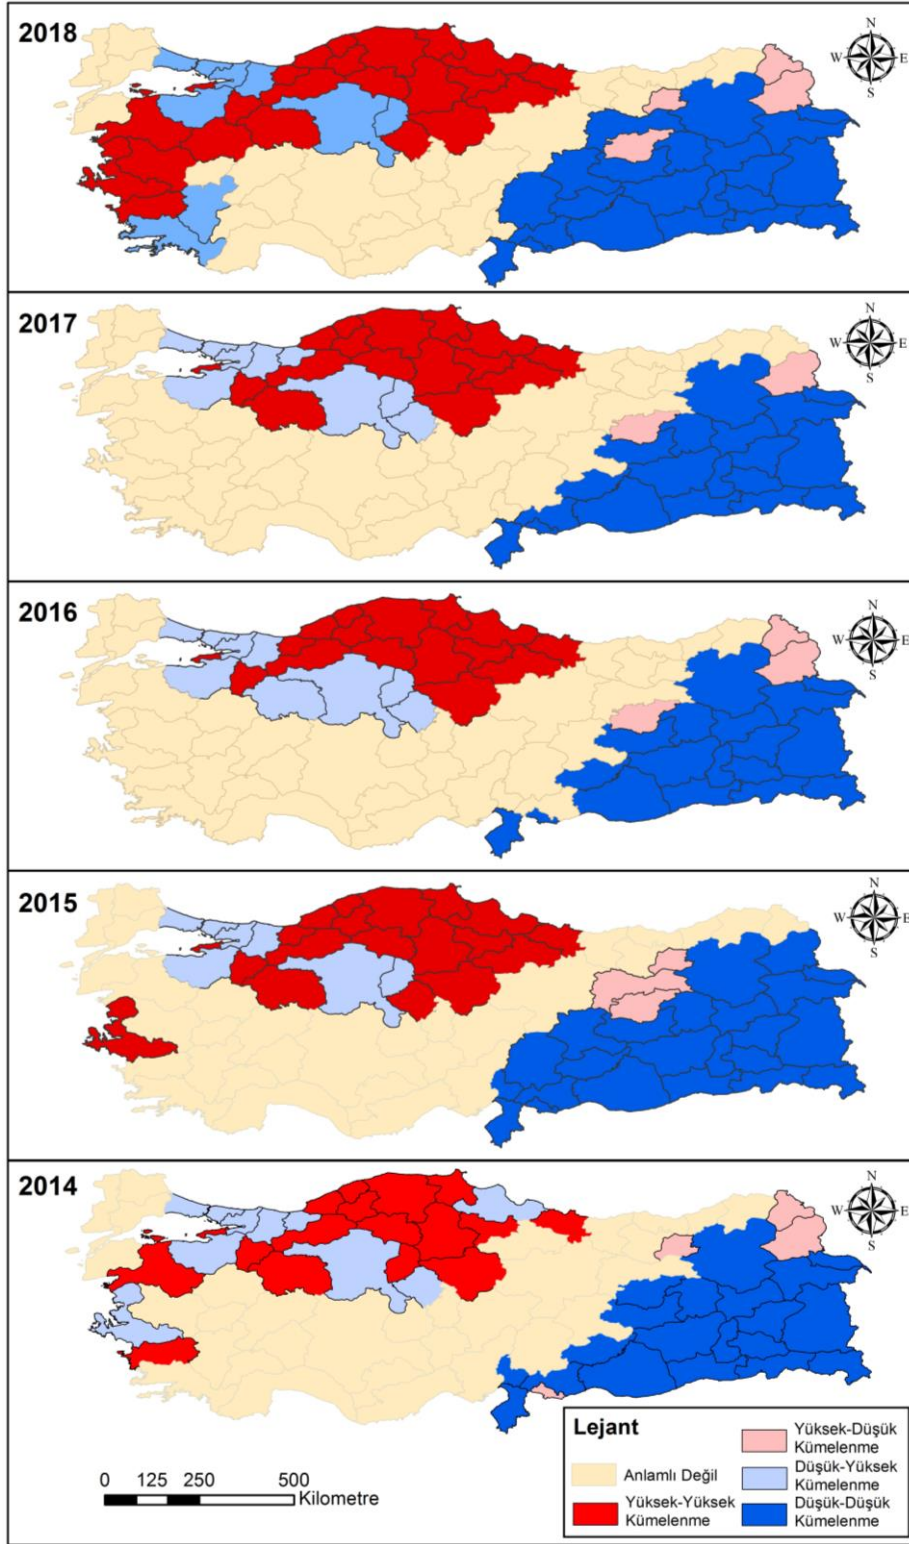 2018
N
W E
S
2017
N
W E
S
2016
N
W E
S
2015
N
W E
S
2014
N
W E
S
Lejant
Anlamlı Değil
Yüksek-Yüksek
Kümelenme
Yüksek-Düşük
Kümelenme
Düşük-Yüksek
Kümelenme
Düşük-Düşük
Kümelenme
0 125 250 500
Kilometre